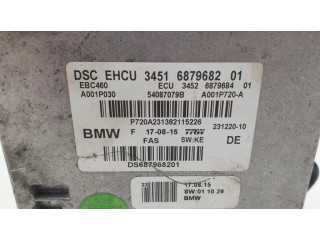 DSC EHCU 3451 6879682 01
EBC460 ECU 3452 6879684 01
A001P030 54087079B A001P720-A
P720A231382115226
BMW F 17-08-15 TRW 231220-10
FAS SW:KE DE
DS687968201
17.08.15
SW:01 10 29
BMW